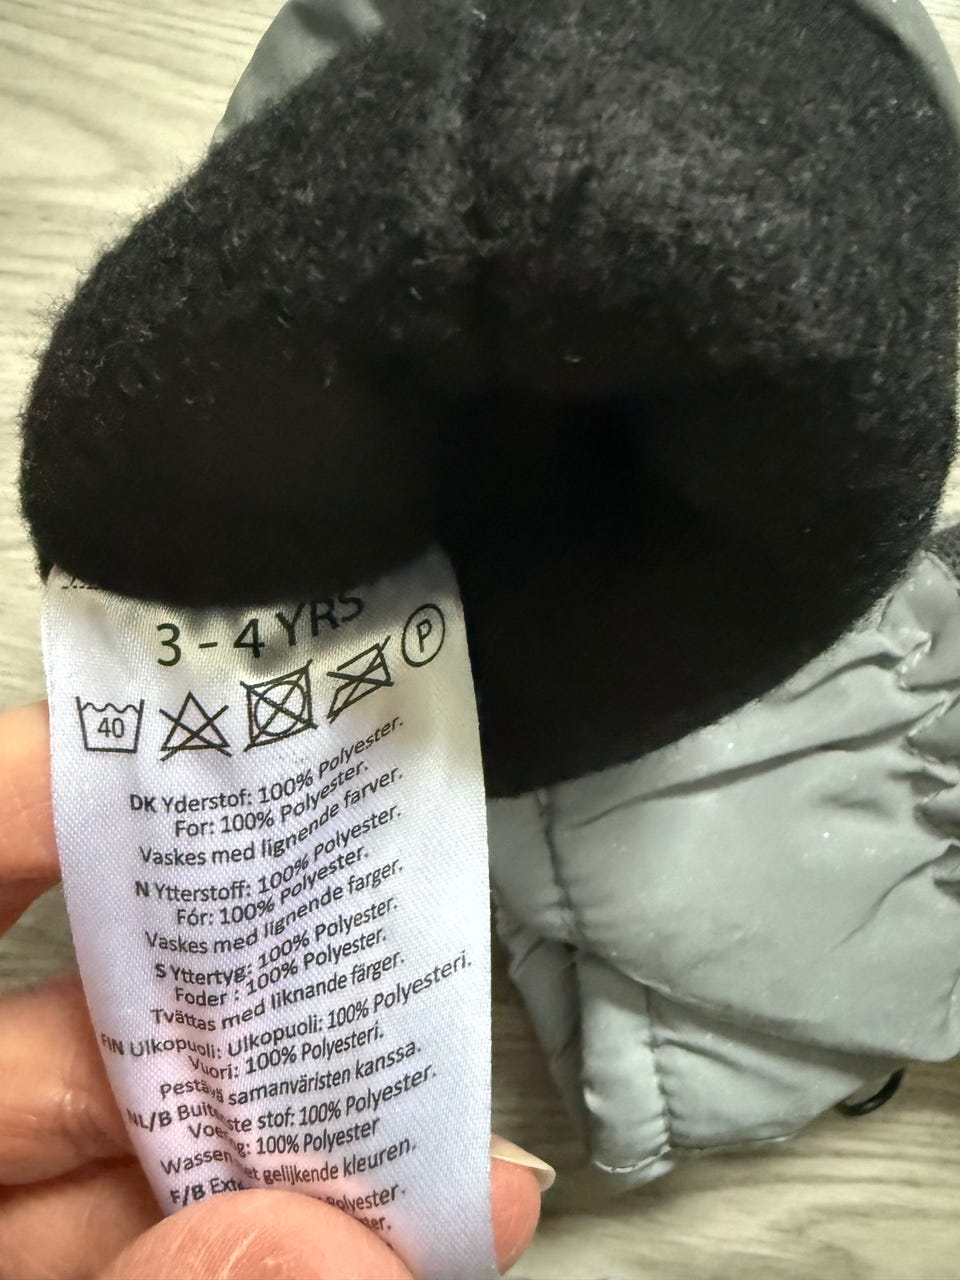 3 - 4 YRS
40 P
DK Yderstof: 100% Polyester.
For: 100% Polyester.
Vaskes med lignende farver.
N Ytterstoff: 100% Polyester.
Fór: 100% Polyester.
Vaskes med lignende farger.
S Yttertyg: 100% Polyester.
Foder : 100% Polyester.
Tvättas med liknande färger.
FIN Ulkopuoli: Ulkopuoli: 100% Polyesteri.
Vuori: 100% Polyesteri.
Pestävä samanväristen kanssa.
NL/B Buitenste stof: 100% Polyester.
Voering: 100% Polyester
Wassen met gelijkende kleuren.
F/B Polyester.